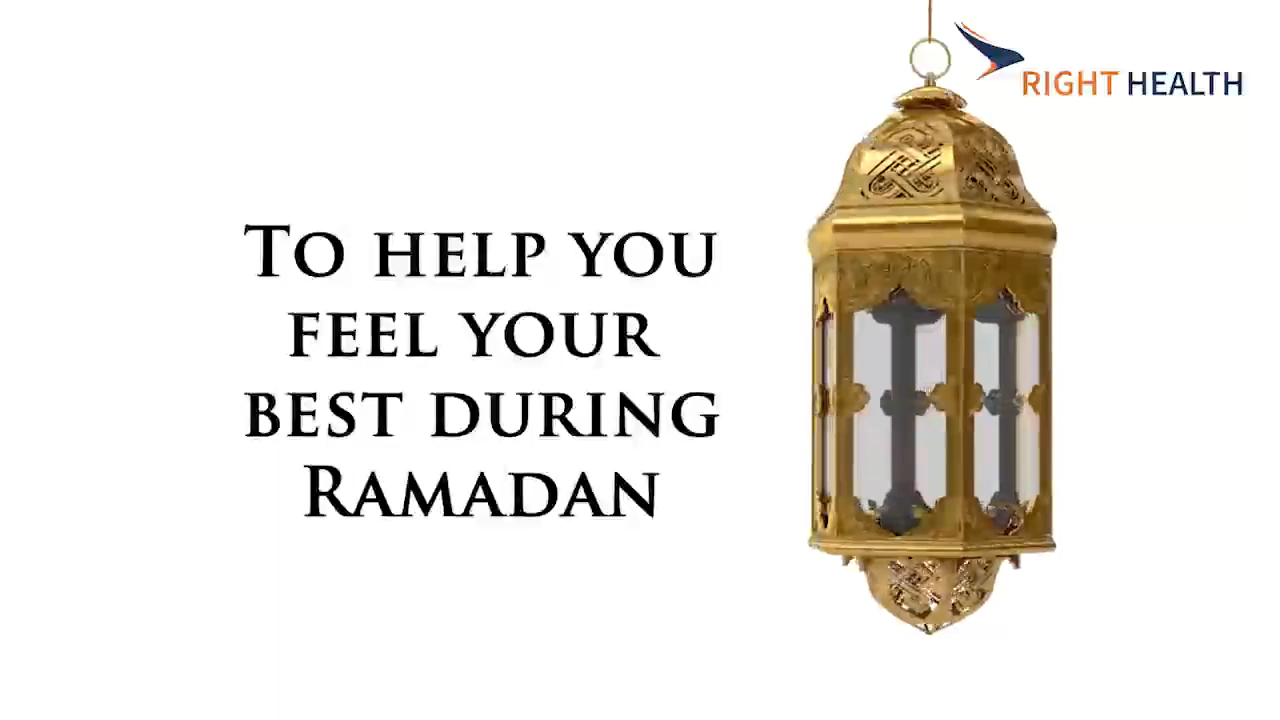 RIGHT HEALTH
To help you
feel your
best during
Ramadan